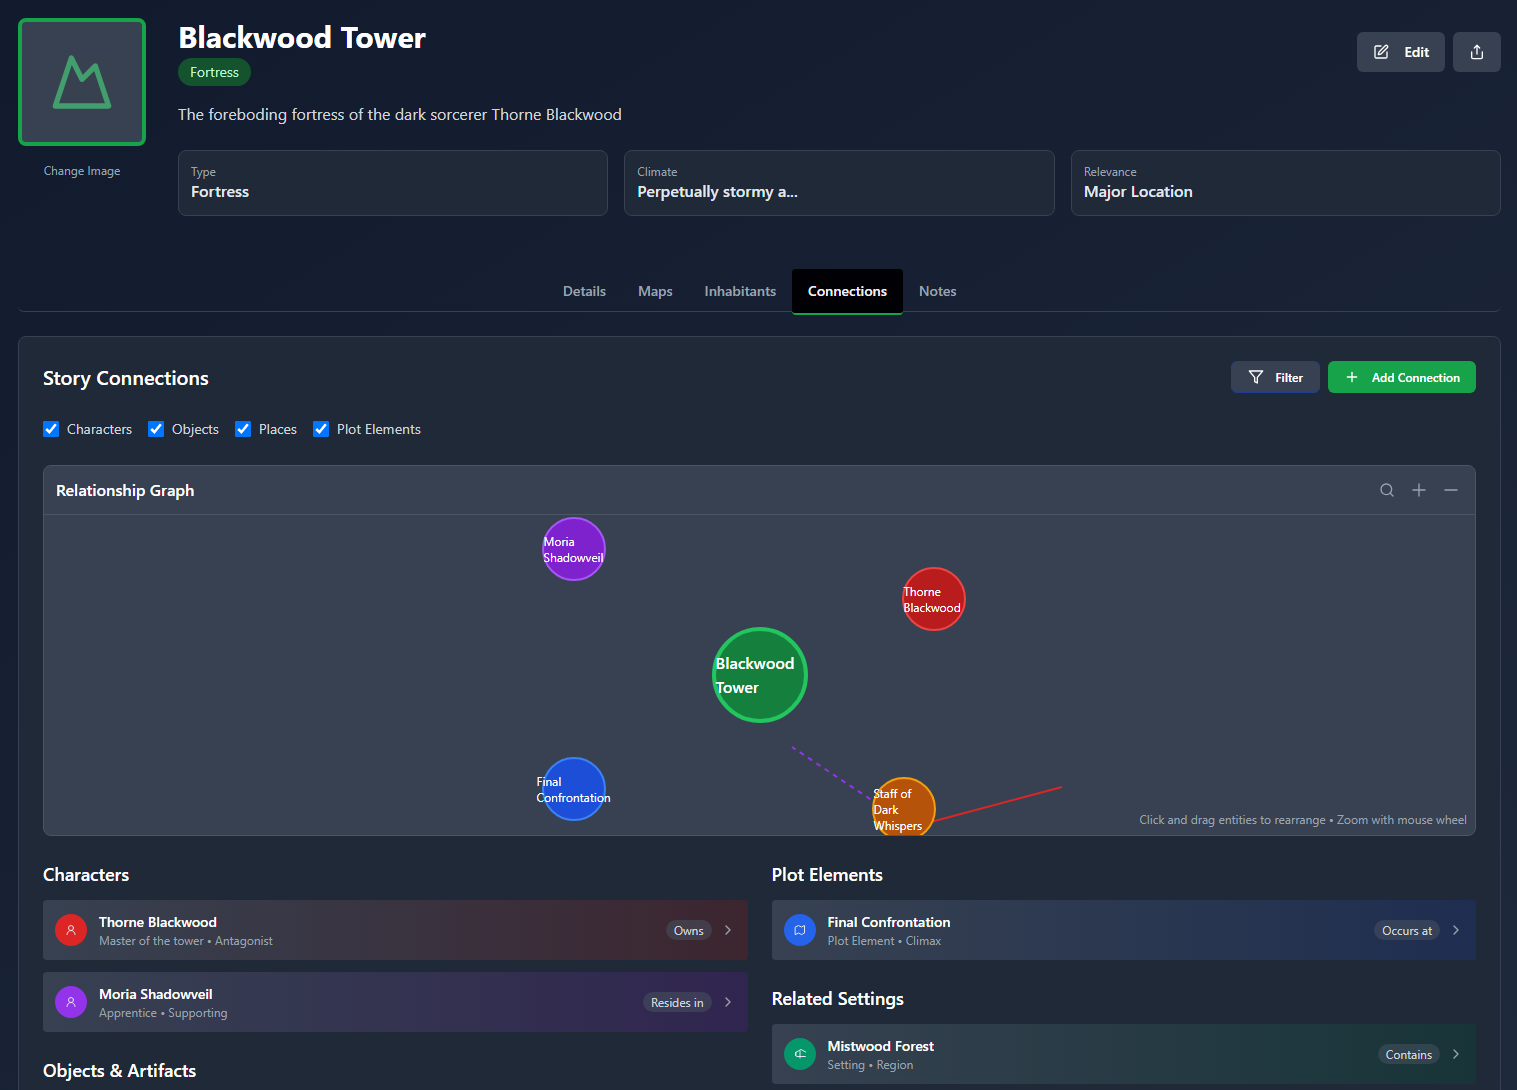 Blackwood Tower
Fortress
Edit
The foreboding fortress of the dark sorcerer Thorne Blackwood
Change Image
Type
Fortress
Climate
Perpetually stormy a...
Relevance
Major Location
Details
Maps
Inhabitants
Connections
Notes
Story Connections
Filter
Add Connection
Characters
Objects
Places
Plot Elements
Relationship Graph
Moria
Shadowveil
Thorne
Blackwood
Blackwood
Tower
Final
Confrontation
Staff of
Dark
Whispers
Click and drag entities to rearrange • Zoom with mouse wheel
Characters
Thorne Blackwood
Master of the tower • Antagonist
Owns
Moria Shadowveil
Apprentice • Supporting
Resides in
Objects & Artifacts
Plot Elements
Final Confrontation
Plot Element • Climax
Occurs at
Related Settings
Mistwood Forest
Setting • Region
Contains